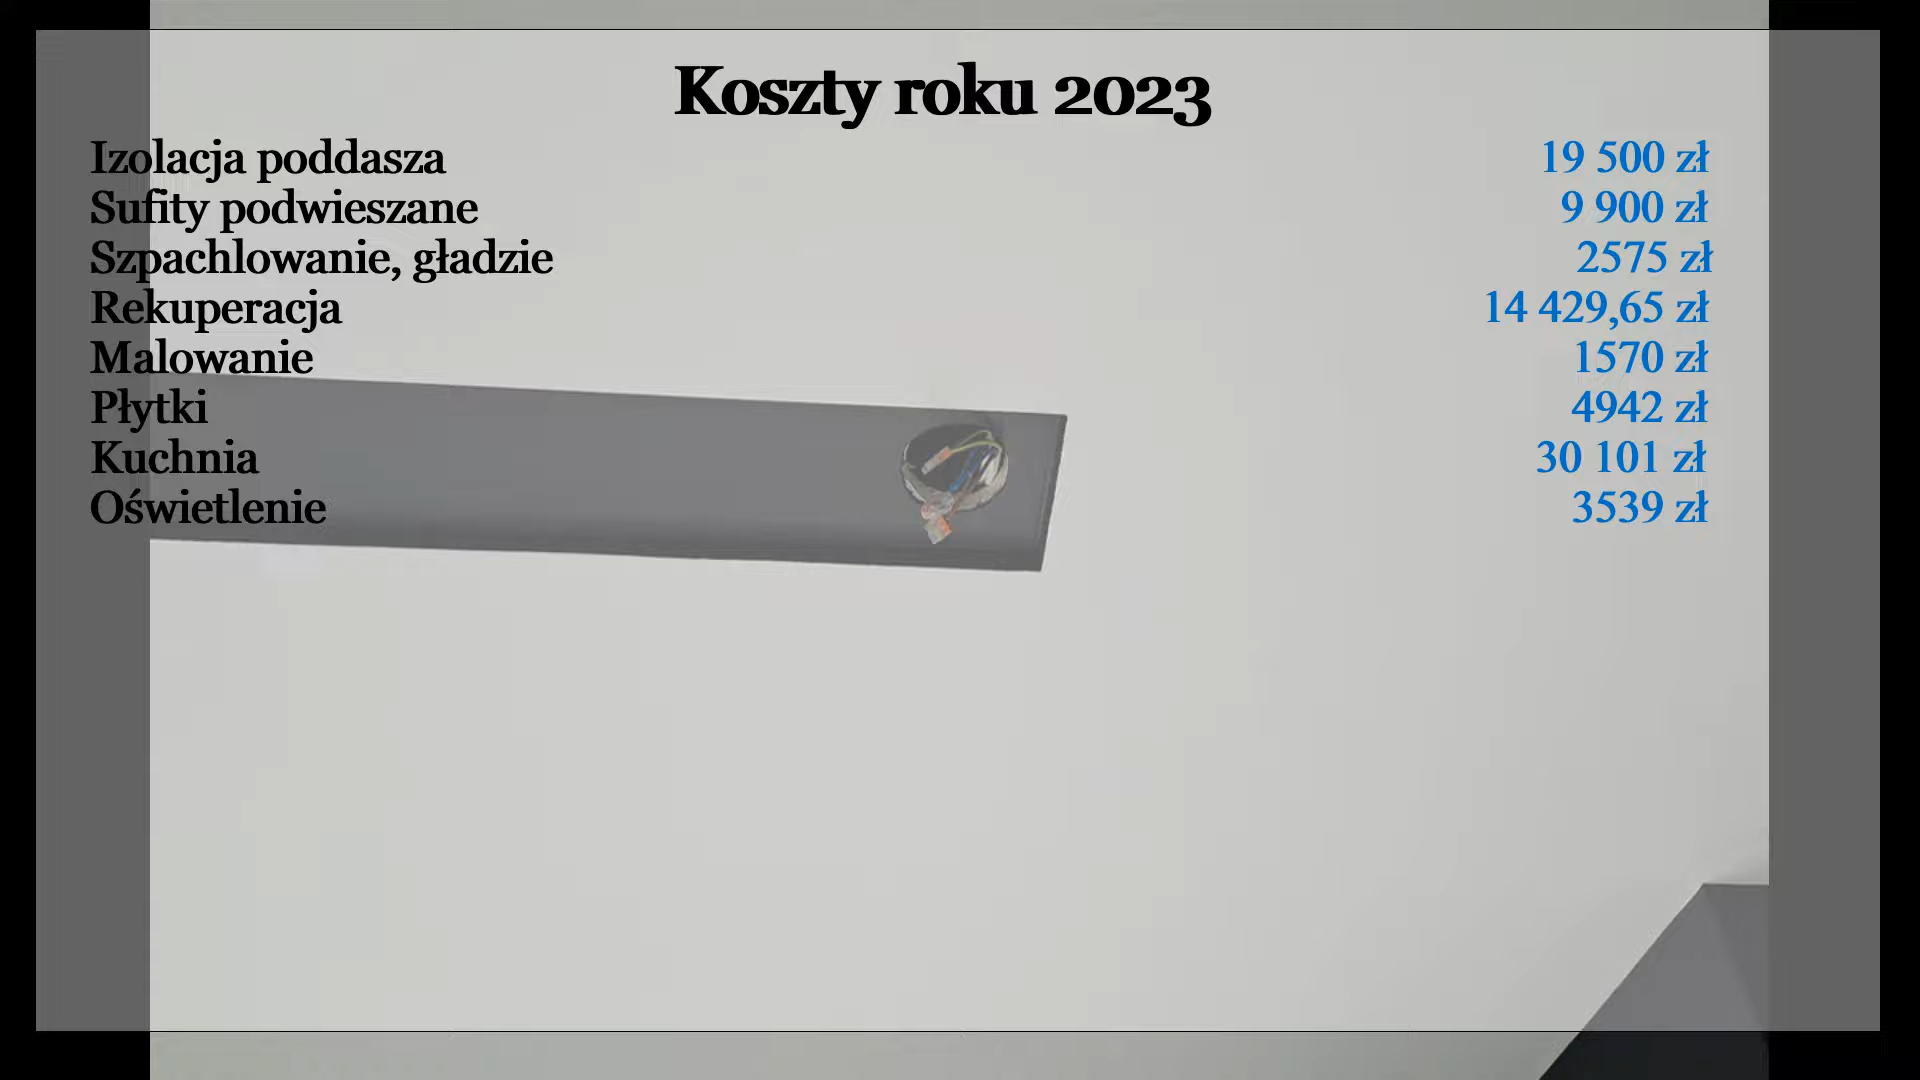 Koszty roku 2023
Izolacja poddasza 19 500 zł
Sufity podwieszane 9 900 zł
Szpachlowanie, gładzie 2575 zł
Rekuperacja 14 429,65 zł
Malowanie 1570 zł
Płytki 4942 zł
Kuchnia 30 101 zł
Oświetlenie 3539 zł